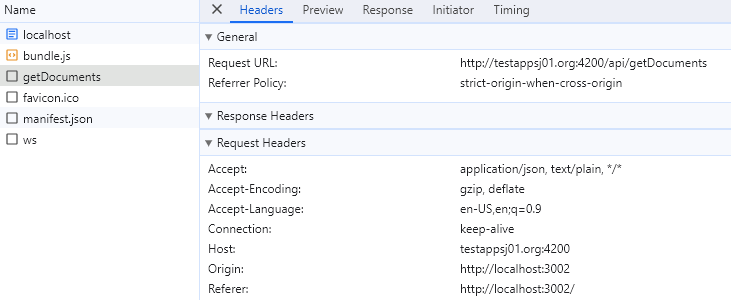 Name
localhost
bundle.js
getDocuments
favicon.ico
manifest.json
ws
Headers Preview Response Initiator Timing
General
Request URL: http://testappsj01.org:4200/api/getDocuments
Referrer Policy: strict-origin-when-cross-origin
Response Headers
Request Headers
Accept: application/json, text/plain, */*
Accept-Encoding: gzip, deflate
Accept-Language: en-US,en;q=0.9
Connection: keep-alive
Host: testappsj01.org:4200
Origin: http://localhost:3002
Referer: http://localhost:3002/